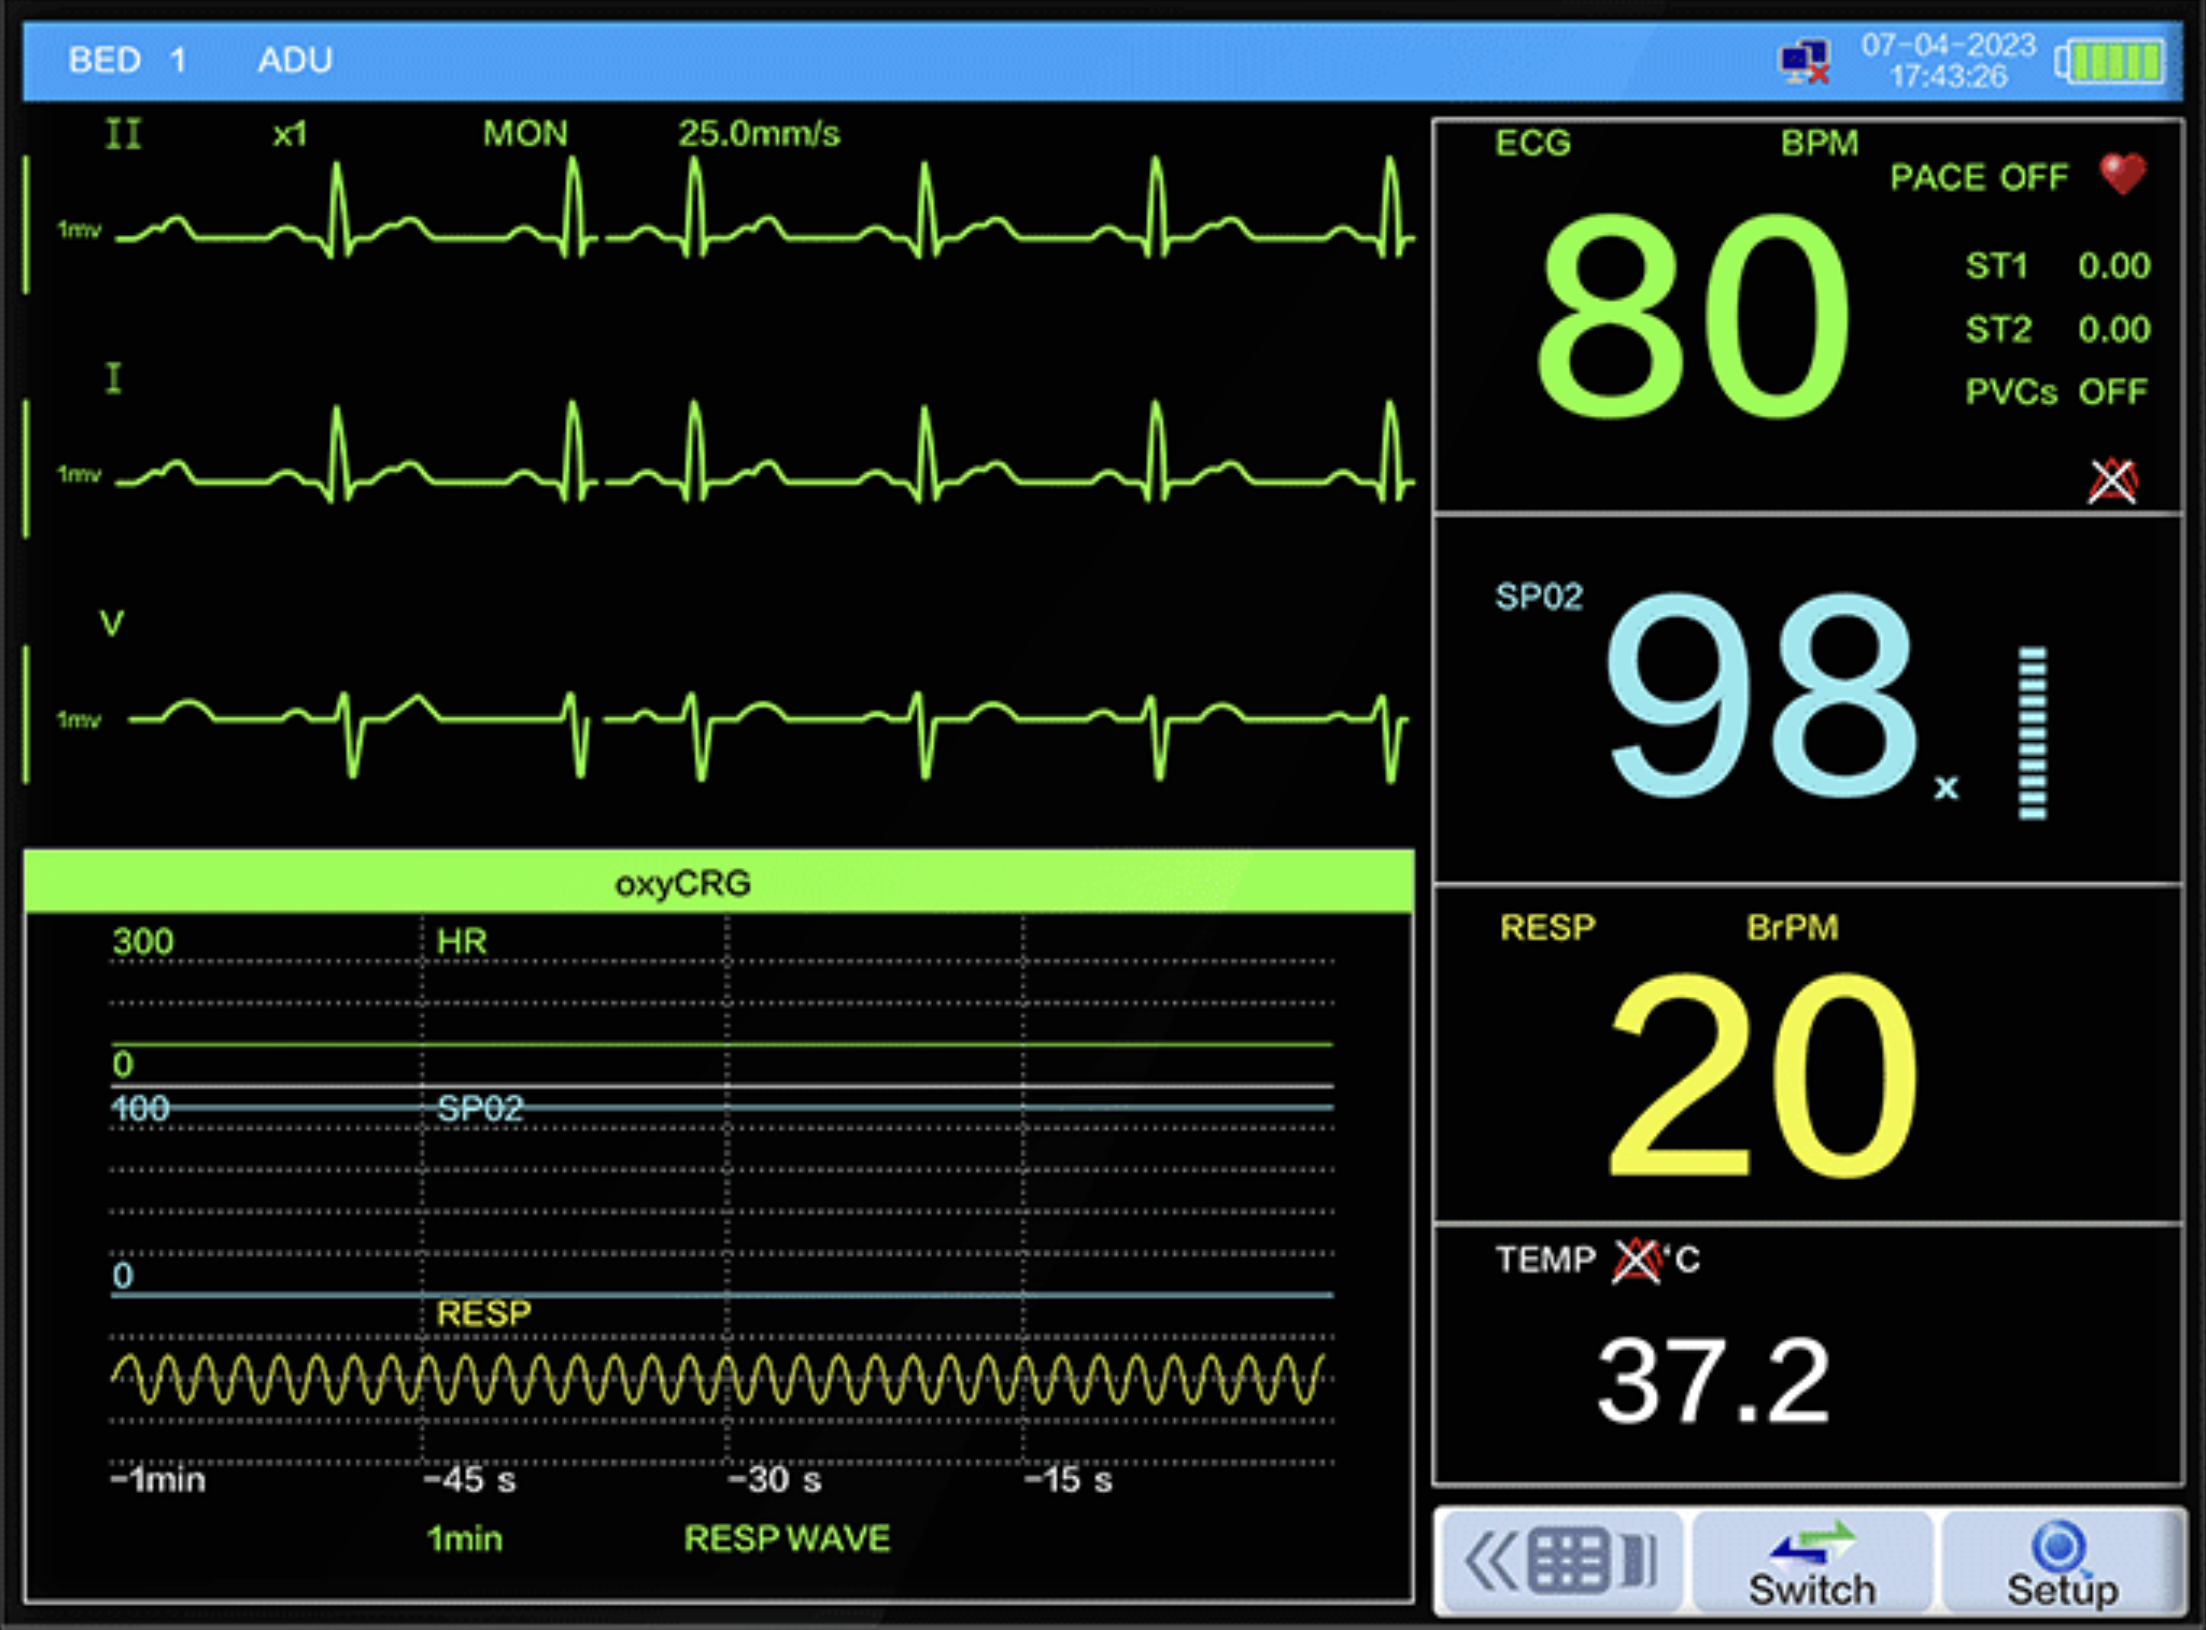 BED 1 ADU
07-04-2023
17:43:26
II x1 MON 25.0mm/s
1mv
I
1mv
V
1mv
ECG BPM
PACE OFF
80
ST1 0.00
ST2 0.00
PVCs OFF
SP02
98
x
RESP BrPM
20
TEMP 'C
37.2
oxyCRG
300 HR
0
100 SP02
0
RESP
-1min -45 s -30 s -15 s
1min RESP WAVE
Switch
Setup